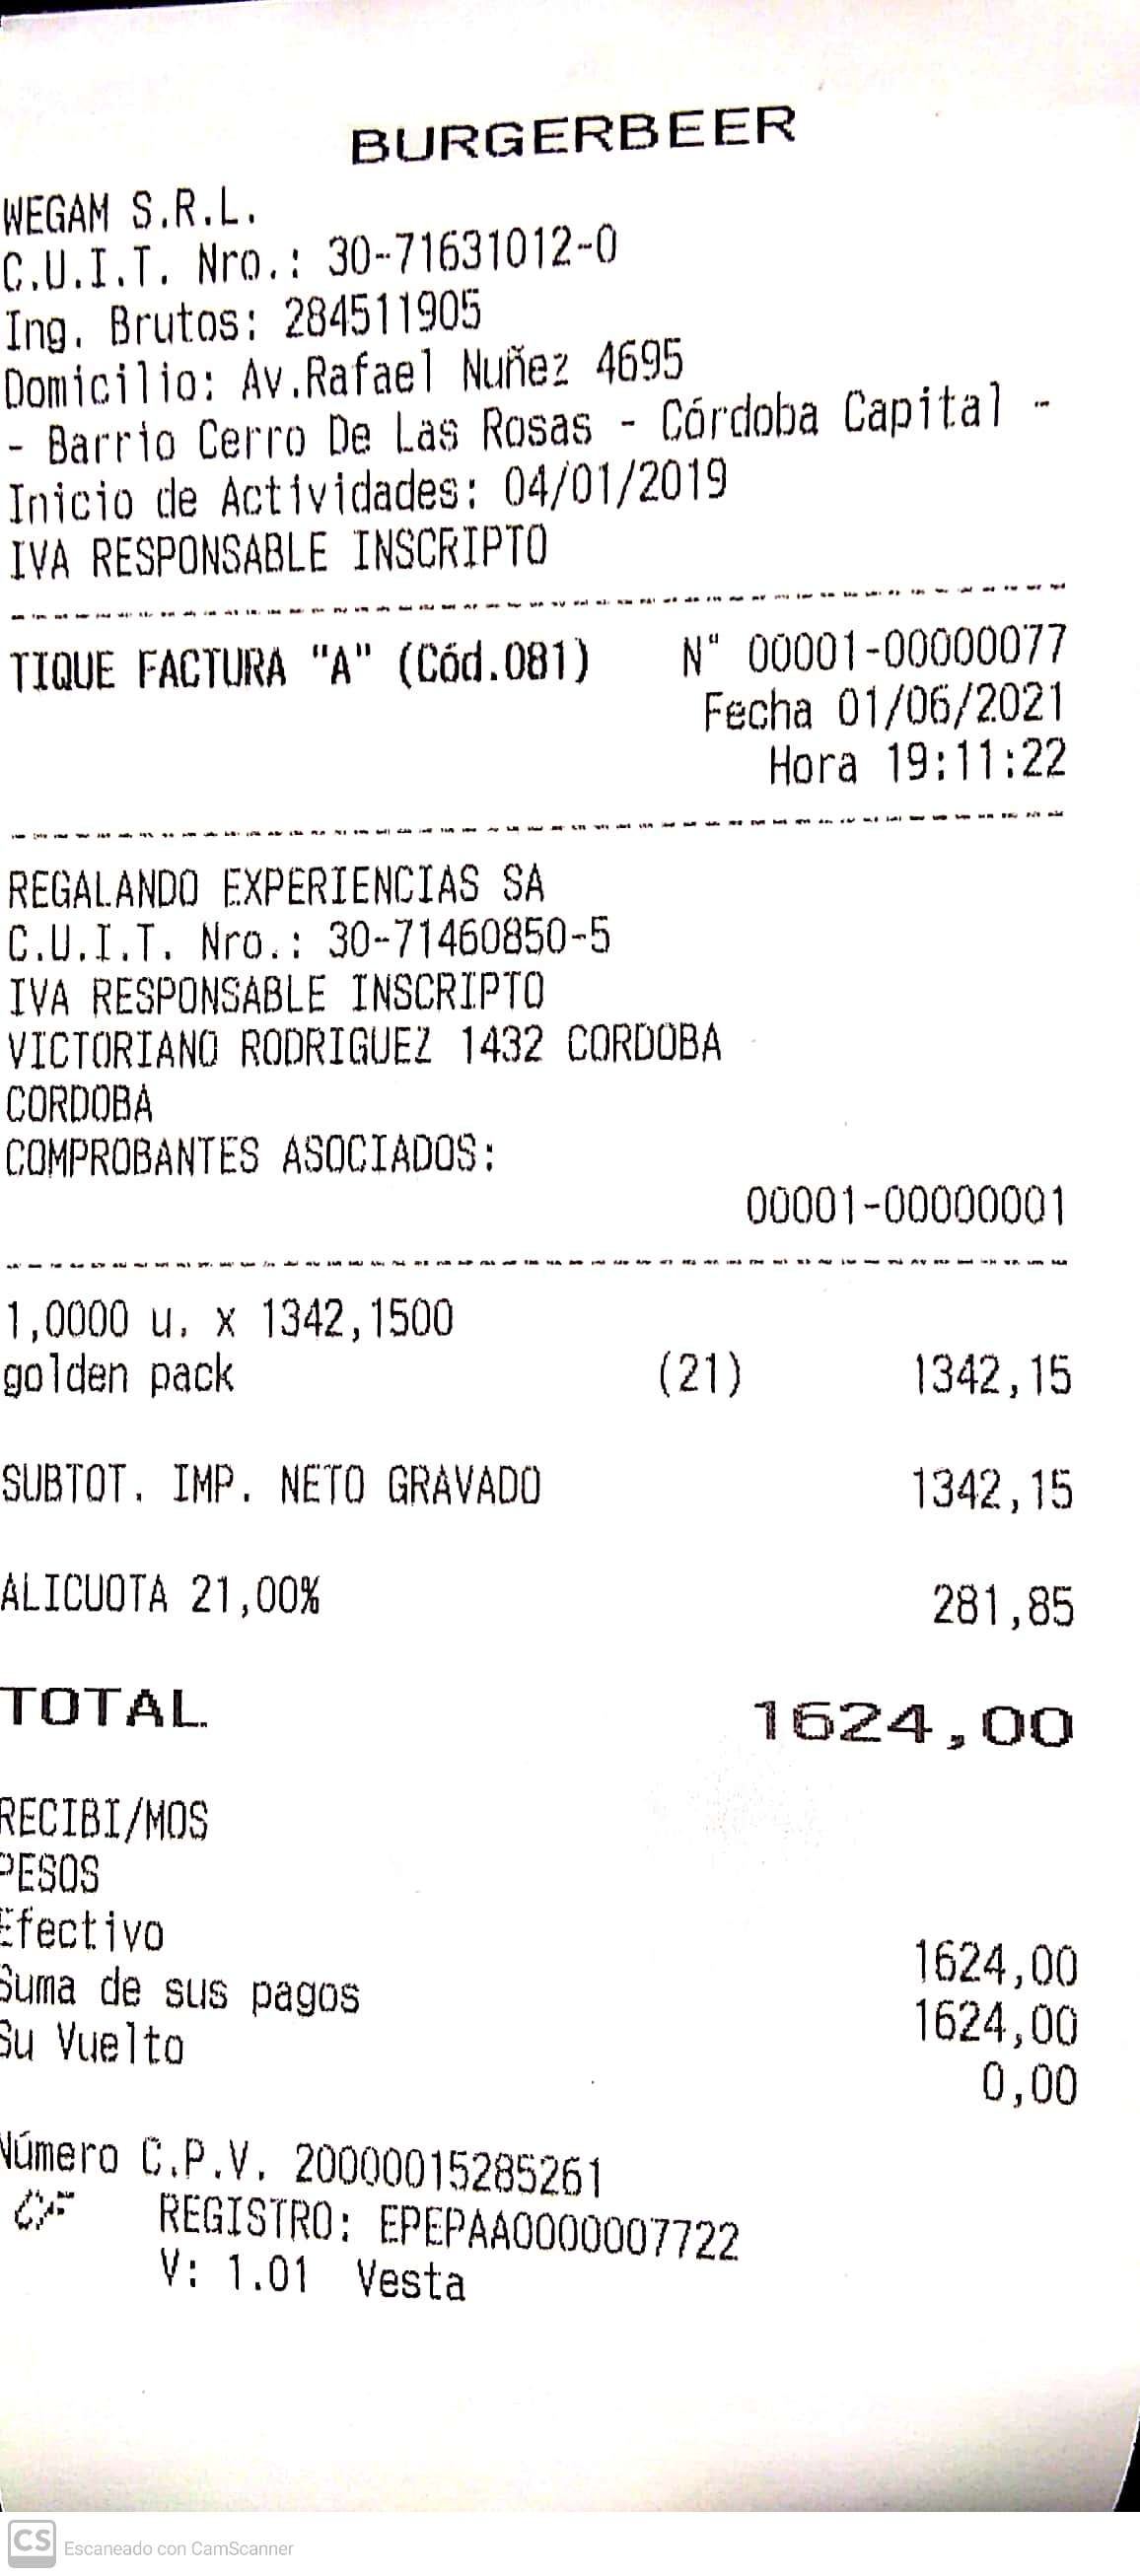 BURGERBEER
WEGAM S.R.L.
C.U.I.T. Nro.: 30-71631012-0
Ing. Brutos: 284511905
Domicilio: Av.Rafael Nuñez 4695
- Barrio Cerro De Las Rosas - Córdoba Capital -
Inicio de Actividades: 04/01/2019
IVA RESPONSABLE INSCRIPTO
TIQUE FACTURA "A" (Cód.081) N° 00001-00000077
Fecha 01/06/2021
Hora 19:11:22
REGALANDO EXPERIENCIAS SA
C.U.I.T. Nro.: 30-71460850-5
IVA RESPONSABLE INSCRIPTO
VICTORIANO RODRIGUEZ 1432 CORDOBA
CORDOBA
COMPROBANTES ASOCIADOS:
00001-00000001
1,0000 u. x 1342,1500
golden pack (21) 1342,15
SUBTOT. IMP. NETO GRAVADO 1342,15
ALICUOTA 21,00% 281,85
TOTAL 1624,00
RECIBI/MOS
PESOS
Efectivo 1624,00
Suma de sus pagos 1624,00
Su Vuelto 0,00
Número C.P.V. 20000015285261
CF REGISTRO: EPEPAA0000007722
V: 1.01 Vesta
CS Escaneado con CamScanner